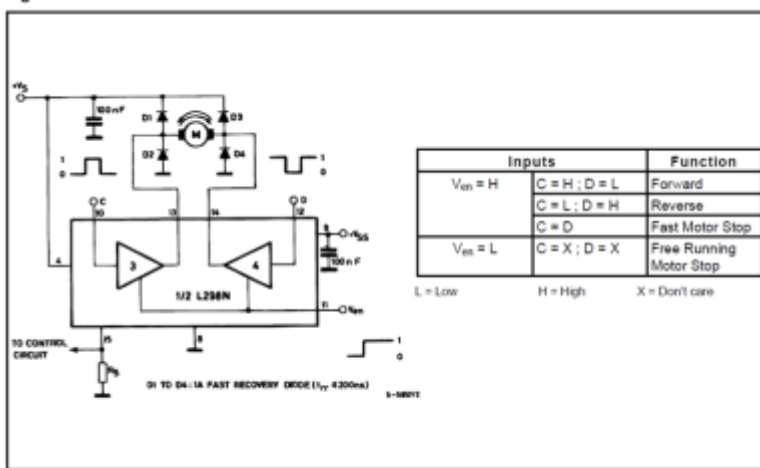 +Vs
100nF
D1
D3
M
D2
D4
1
0
1
0
C
D
10
13
14
12
9
+VSS
100nF
4
3
4
1/2 L298N
11
Ven
15
8
TO CONTROL
CIRCUIT
RS
1
0
D1 TO D4: 1A FAST RECOVERY DIODE (trr ≤200ns)
Inputs Function
Ven = H C = H ; D = L Forward
C = L ; D = H Reverse
C = D Fast Motor Stop
Ven = L C = X ; D = X Free Running
Motor Stop
L = Low H = High X = Don't care